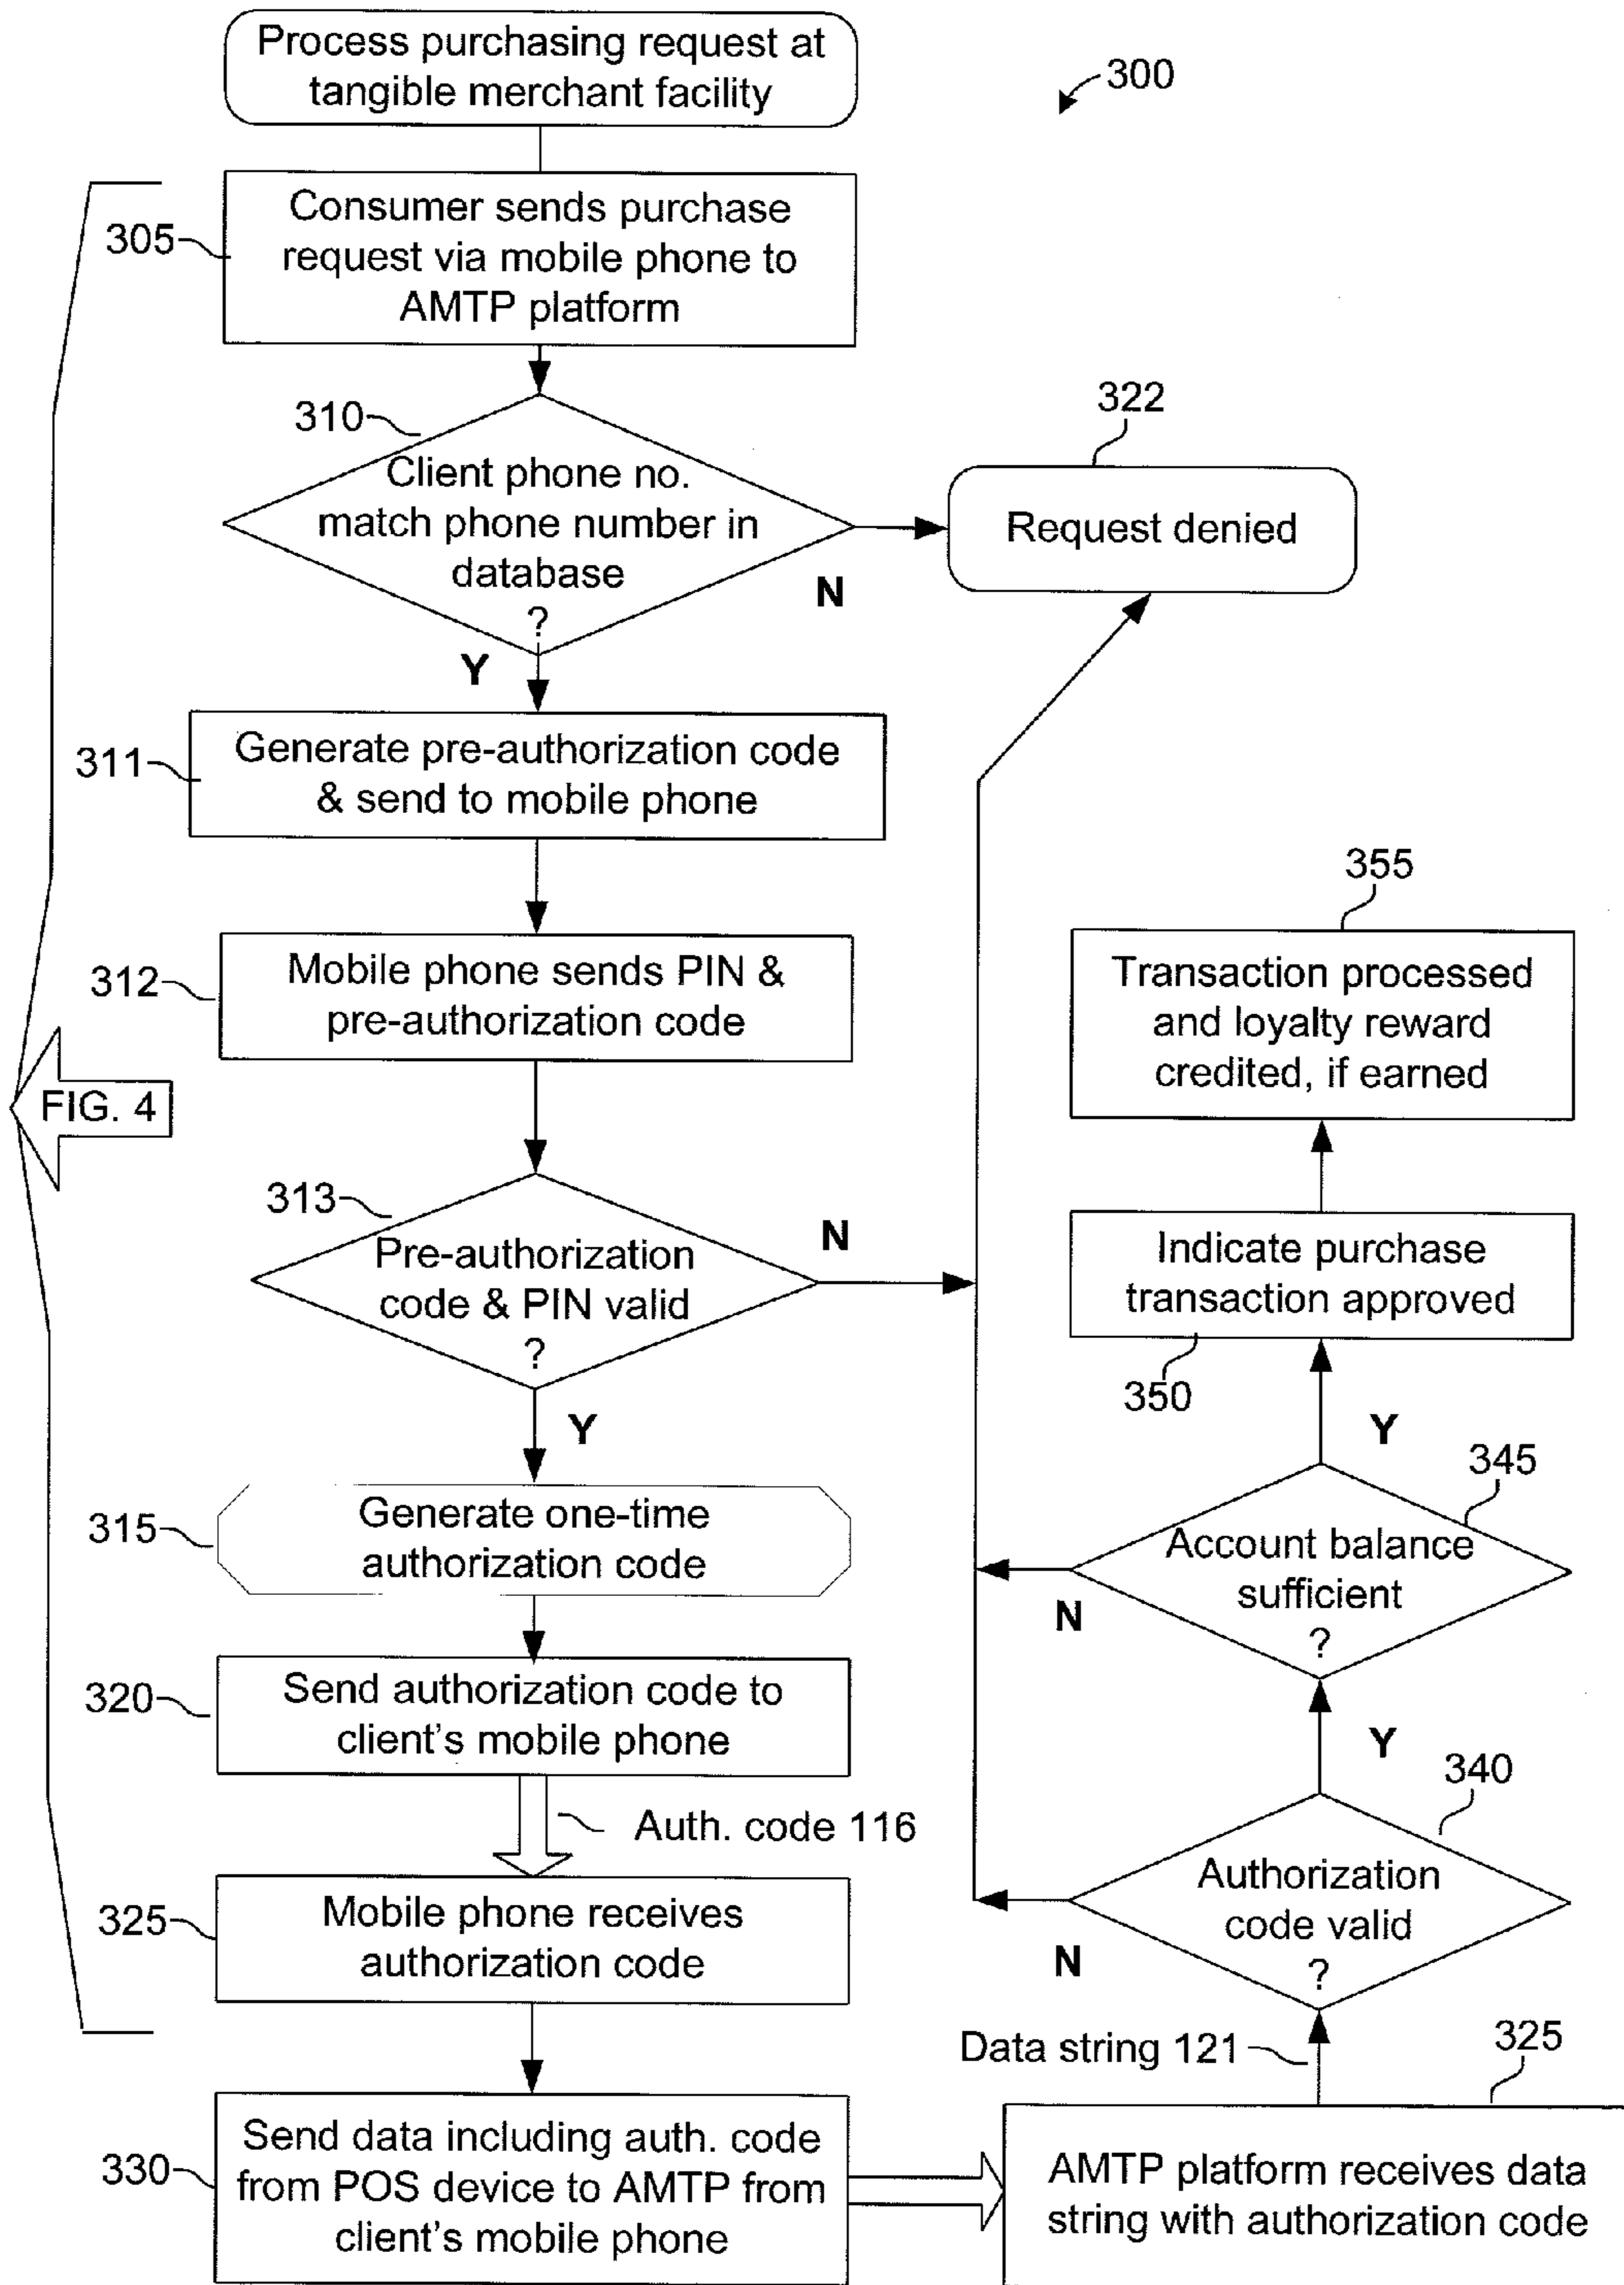 Process purchasing request at
tangible merchant facility
300
305
Consumer sends purchase
request via mobile phone to
AMTP platform
310
Client phone no.
match phone number in
database
?
N
Y
322
Request denied
311
Generate pre-authorization code
& send to mobile phone
312
Mobile phone sends PIN &
pre-authorization code
FIG. 4
313
Pre-authorization
code & PIN valid
?
N
Y
315
Generate one-time
authorization code
320
Send authorization code to
client's mobile phone
Auth. code 116
325
Mobile phone receives
authorization code
330
Send data including auth. code
from POS device to AMTP from
client's mobile phone
325
AMTP platform receives data
string with authorization code
Data string 121
340
Authorization
code valid
?
N
Y
345
Account balance
sufficient
?
N
Y
350
Indicate purchase
transaction approved
355
Transaction processed
and loyalty reward
credited, if earned